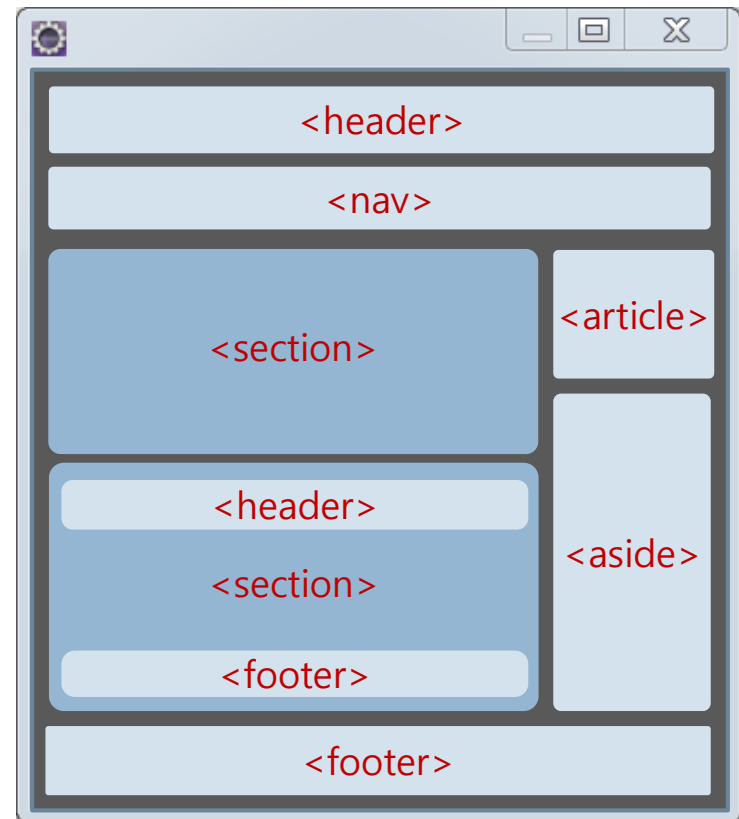 <header>
<nav>
<section>
<article>
<header>
<section>
<footer>
<aside>
<footer>